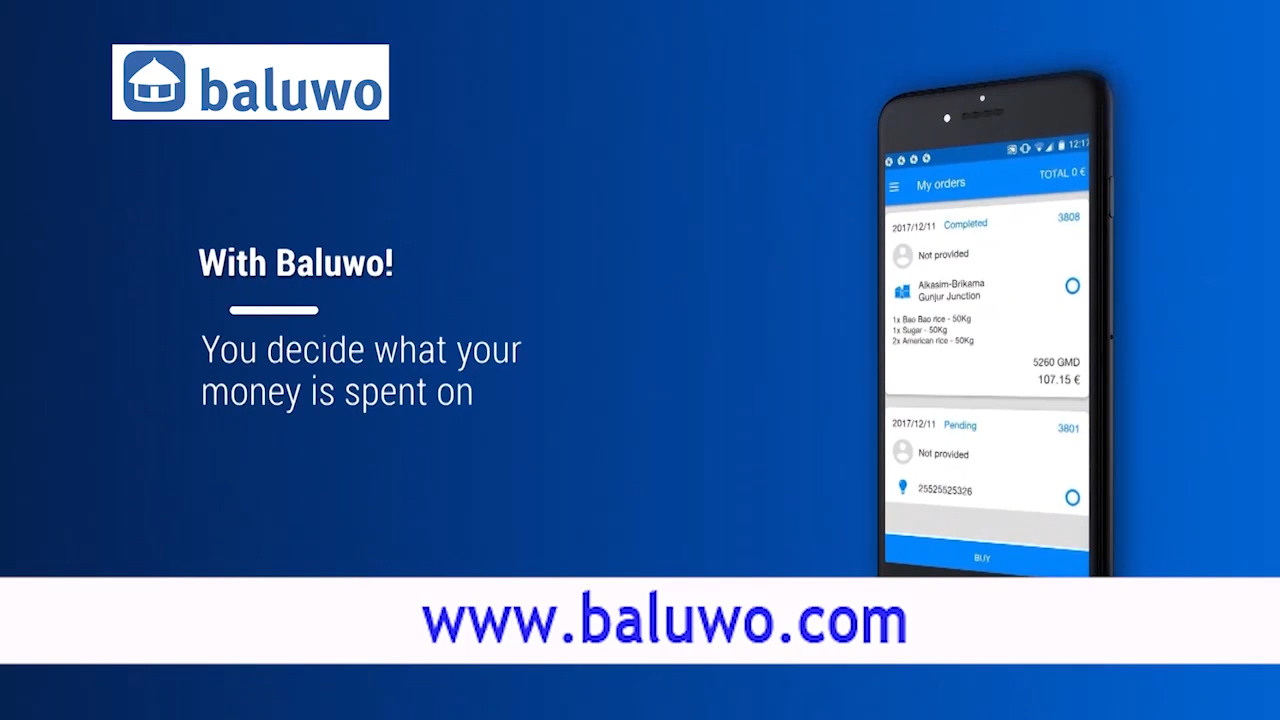 baluwo
With Baluwo!
You decide what your
money is spent on
12:17
My orders
TOTAL 0 €
2017/12/11 Completed 3808
Not provided
Alkasim-Brikama
Gunjur Junction
1x Bao Bao rice - 50Kg
1x Sugar - 50Kg
2x American rice - 50Kg
5260 GMD
107.15 €
2017/12/11 Pending 3801
Not provided
25525525326
BUY
www.baluwo.com